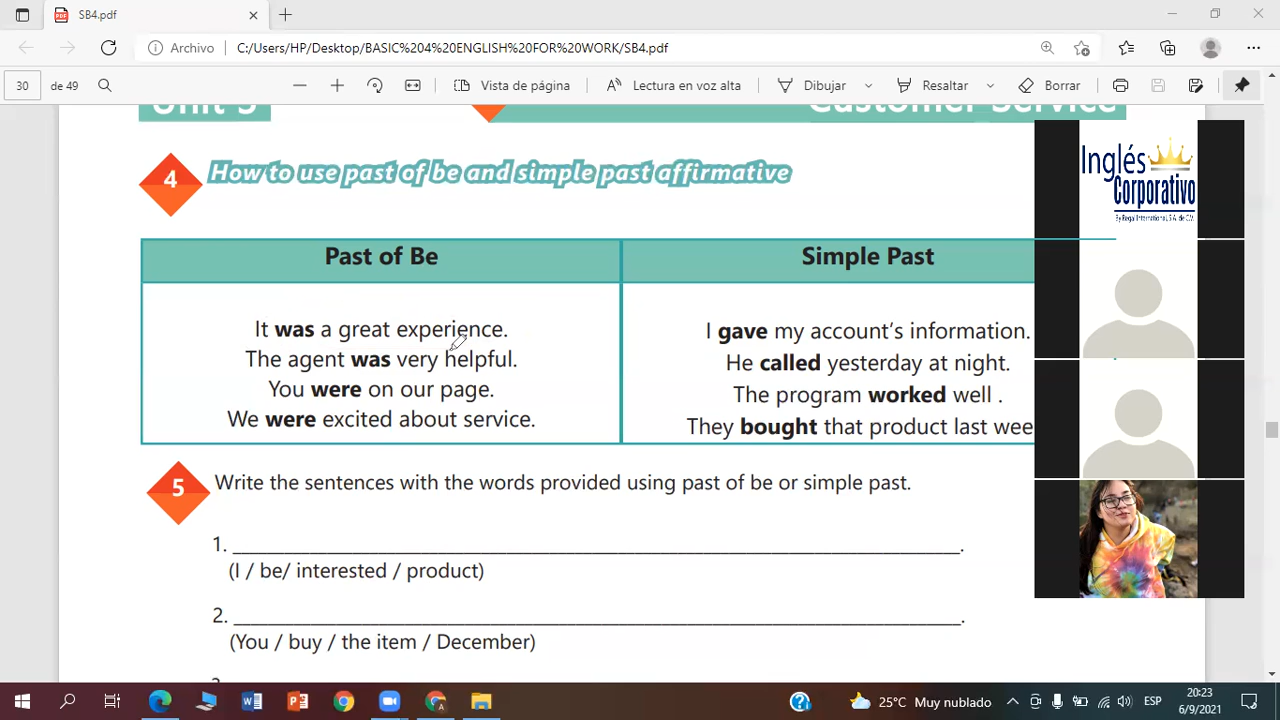 SB4.pdf
Archivo
C:/Users/HP/Desktop/BASIC%204%20ENGLISH%20FOR%20WORK/SB4.pdf
30 de 49
Vista de página
Lectura en voz alta
Dibujar
Resaltar
Borrar
Unit 5 Customer Service
4 How to use past of be and simple past affirmative
Past of Be
It was a great experience.
The agent was very helpful.
You were on our page.
We were excited about service.
Simple Past
I gave my account's information.
He called yesterday at night.
The program worked well .
They bought that product last wee
5 Write the sentences with the words provided using past of be or simple past.
1. .
(I / be/ interested / product)
2. .
(You / buy / the item / December)
Inglés
Corporativo
By Regal International, S.A. de C.V.
25°C Muy nublado
ESP
20:23
6/9/2021